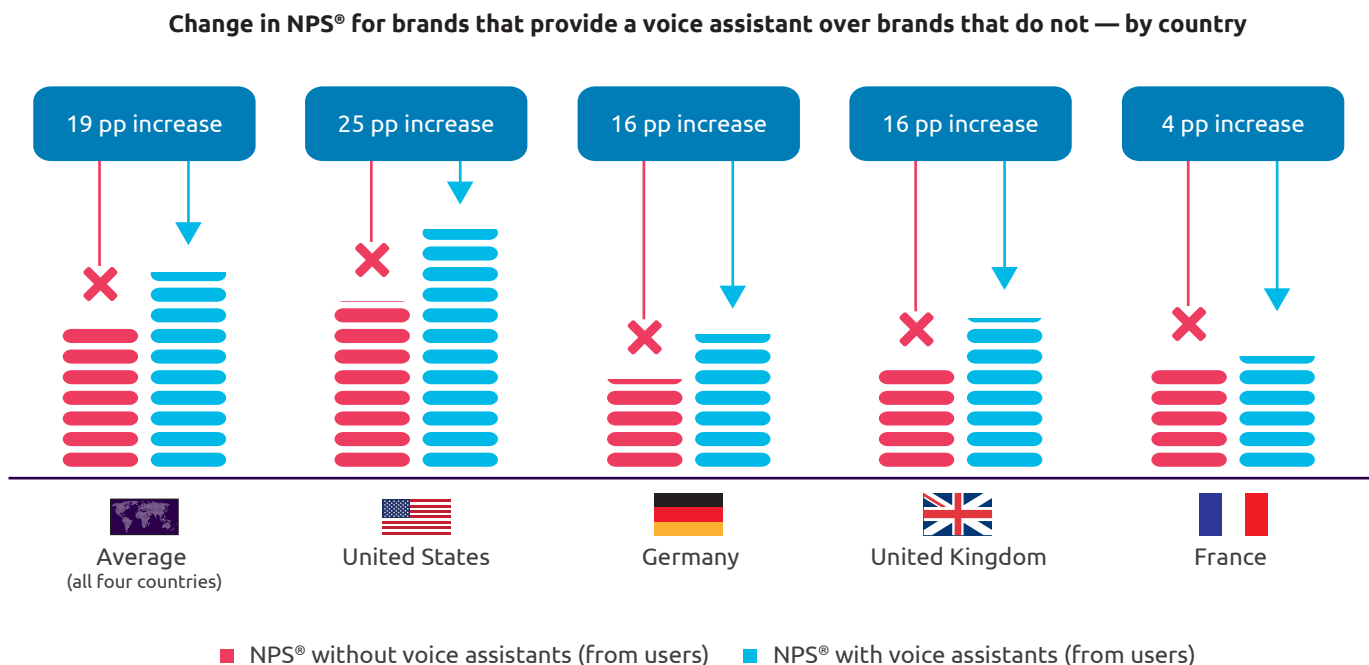 Change in NPS® for brands that provide a voice assistant over brands that do not — by country
19 pp increase
25 pp increase
16 pp increase
16 pp increase
4 pp increase
Average
(all four countries)
United States
Germany
United Kingdom
France
NPS® without voice assistants (from users)
NPS® with voice assistants (from users)